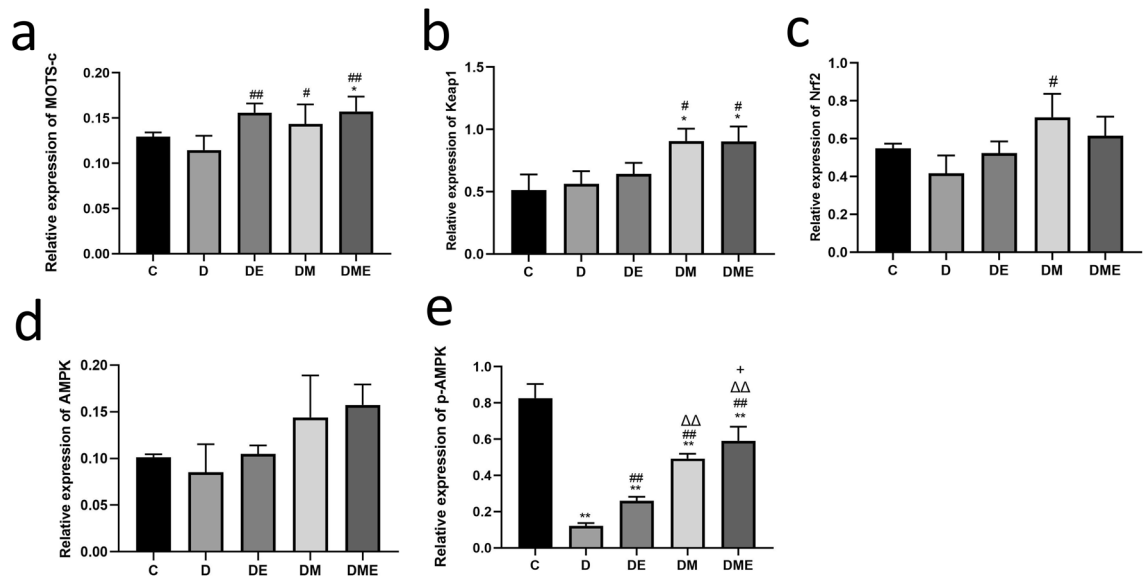 a
Relative expression of MOTS-c
0.20
0.15
0.10
0.05
0.00
##
#
##
*
C D DE DM DME
b
Relative expression of Keap1
1.5
1.0
0.5
0.0
#
*
#
*
C D DE DM DME
c
Relative expression of Nrf2
1.0
0.8
0.6
0.4
0.2
0.0
#
C D DE DM DME
d
Relative expression of AMPK
0.20
0.15
0.10
0.05
0.00
C D DE DM DME
e
Relative expression of p-AMPK
1.0
0.8
0.6
0.4
0.2
0.0
**
##
**
ΔΔ
##
**
+
ΔΔ
##
**
C D DE DM DME